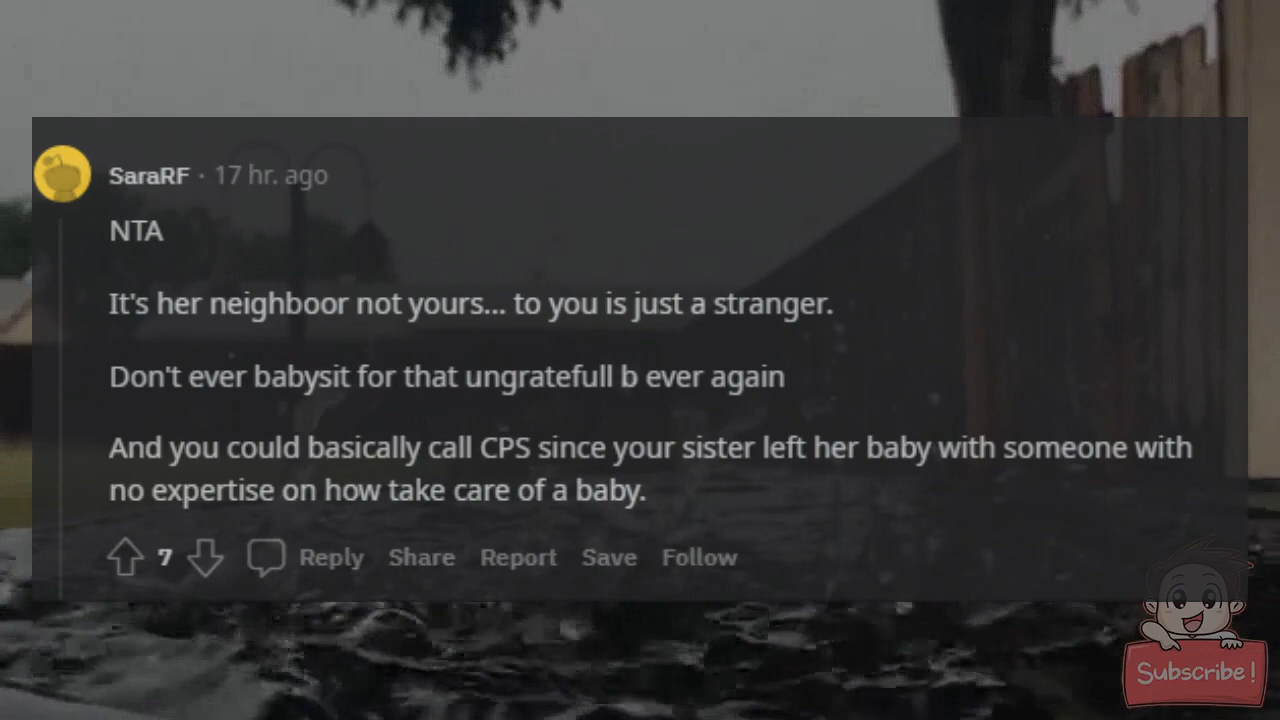 SaraRF · 17 hr. ago
NTA
It's her neighboor not yours... to you is just a stranger.
Don't ever babysit for that ungratefull b ever again
And you could basically call CPS since your sister left her baby with someone with
no expertise on how take care of a baby.
7 Reply Share Report Save Follow
Subscribe!